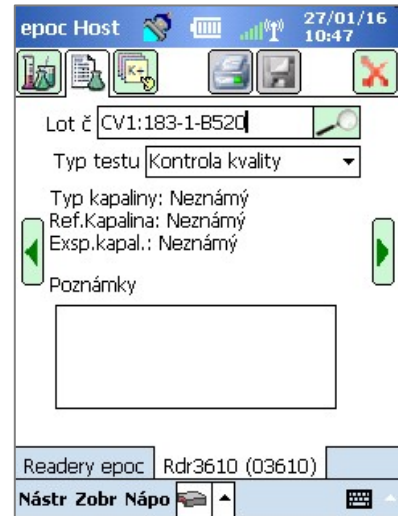 epoc Host 27/01/16
10:47
K+
Lot č CV1:183-1-B520
Typ testu Kontrola kvality
Typ kapaliny: Neznámý
Ref.Kapalina: Neznámý
Exsp.kapal.: Neznámý
Poznámky
Readery epoc Rdr3610 (03610)
Nástr Zobr Nápo